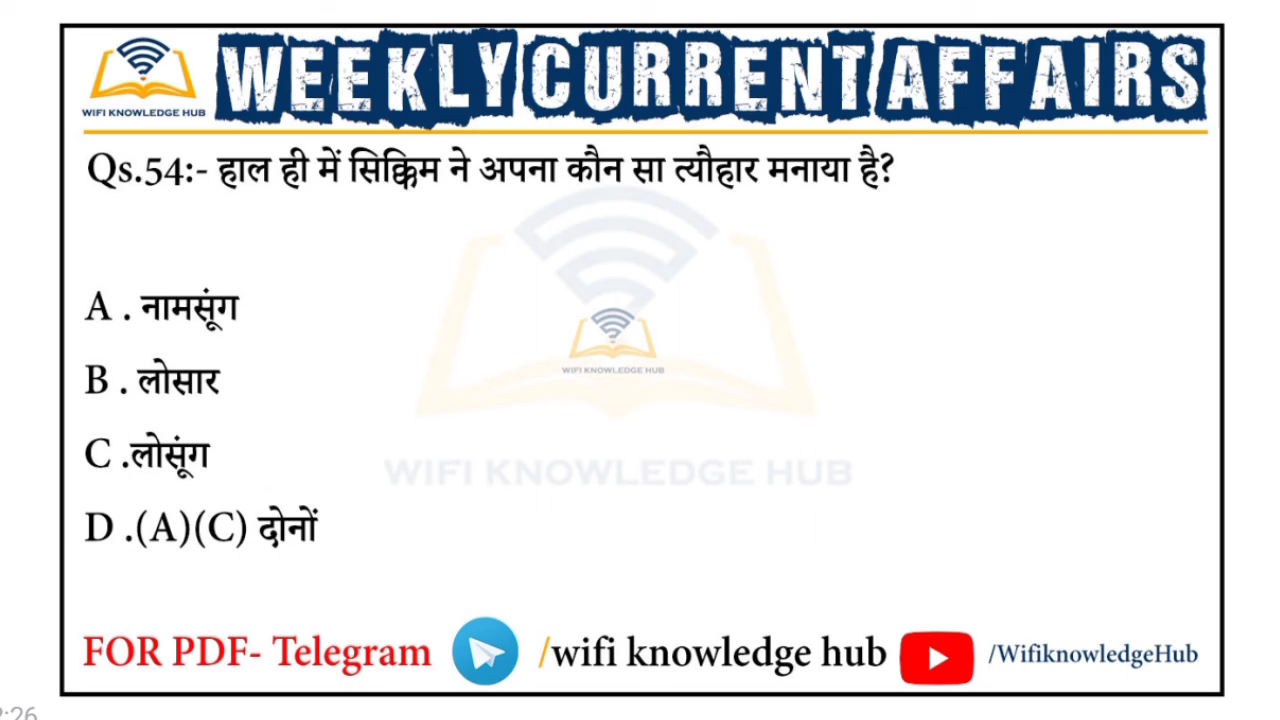 WEEKLY CURRENT AFFAIRS
WIFI KNOWLEDGE HUB
Qs.54:- हाल ही में सिक्किम ने अपना कौन सा त्यौहार मनाया है?
A . नामसूंग
WIFI KNOWLEDGE HUB
B . लोसार
C .लोसूंग
WIFI KNOWLEDGE HUB
D .(A)(C) दोनों
FOR PDF- Telegram /wifi knowledge hub /WifiknowledgeHub